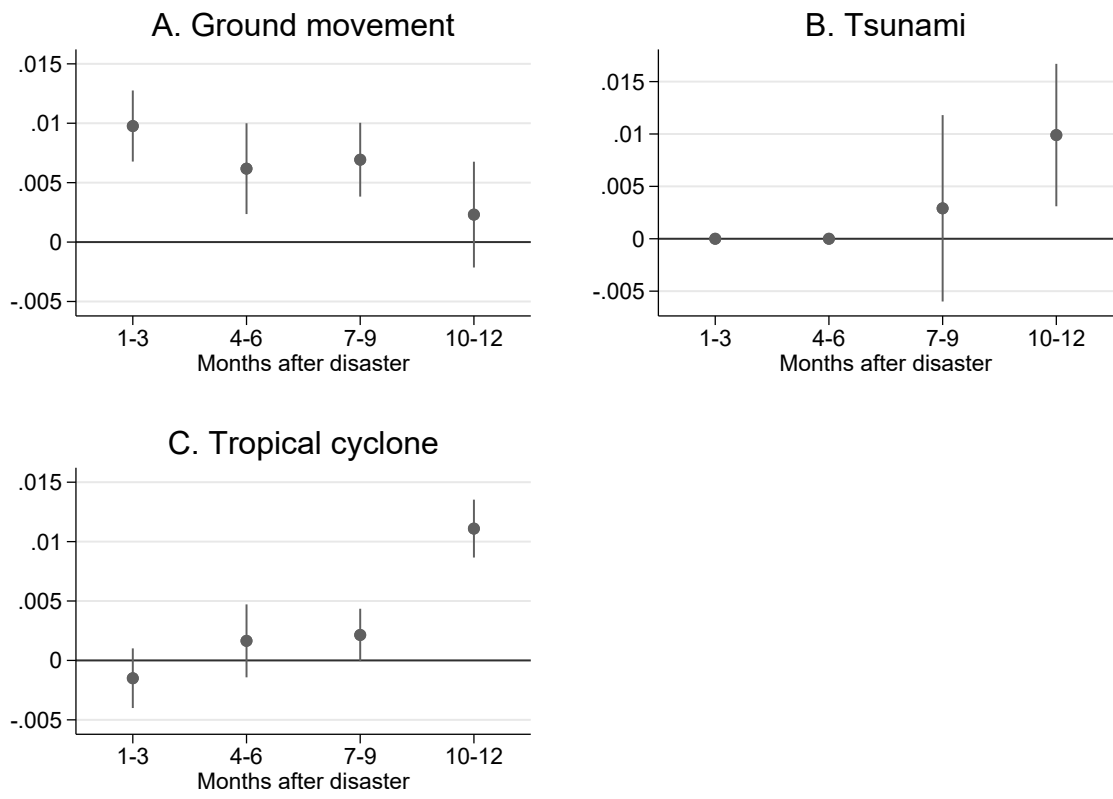 A. Ground movement
.015
.01
.005
0
-.005
1-3 4-6 7-9 10-12
Months after disaster
B. Tsunami
.015
.01
.005
0
-.005
1-3 4-6 7-9 10-12
Months after disaster
C. Tropical cyclone
.015
.01
.005
0
-.005
1-3 4-6 7-9 10-12
Months after disaster